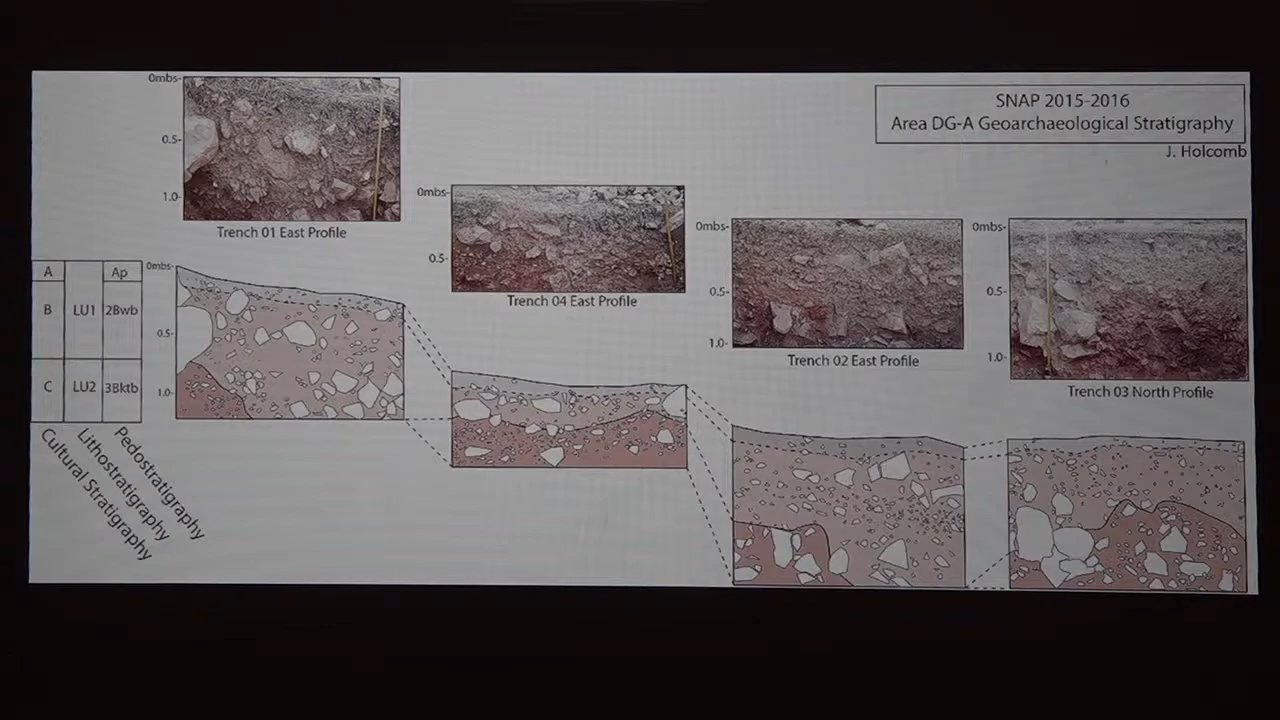 SNAP 2015-2016
Area DG-A Geoarchaeological Stratigraphy
J. Holcomb
0mbs-
0.5-
1.0-
Trench 01 East Profile
0mbs-
0.5-
Trench 04 East Profile
0mbs-
0.5-
1.0-
Trench 02 East Profile
0mbs-
0.5-
1.0-
Trench 03 North Profile
A Ap
B LU1 2Bwb
C LU2 3Bktb
0mbs-
0.5-
1.0-
Cultural Stratigraphy
Lithostratigraphy
Pedostratigraphy